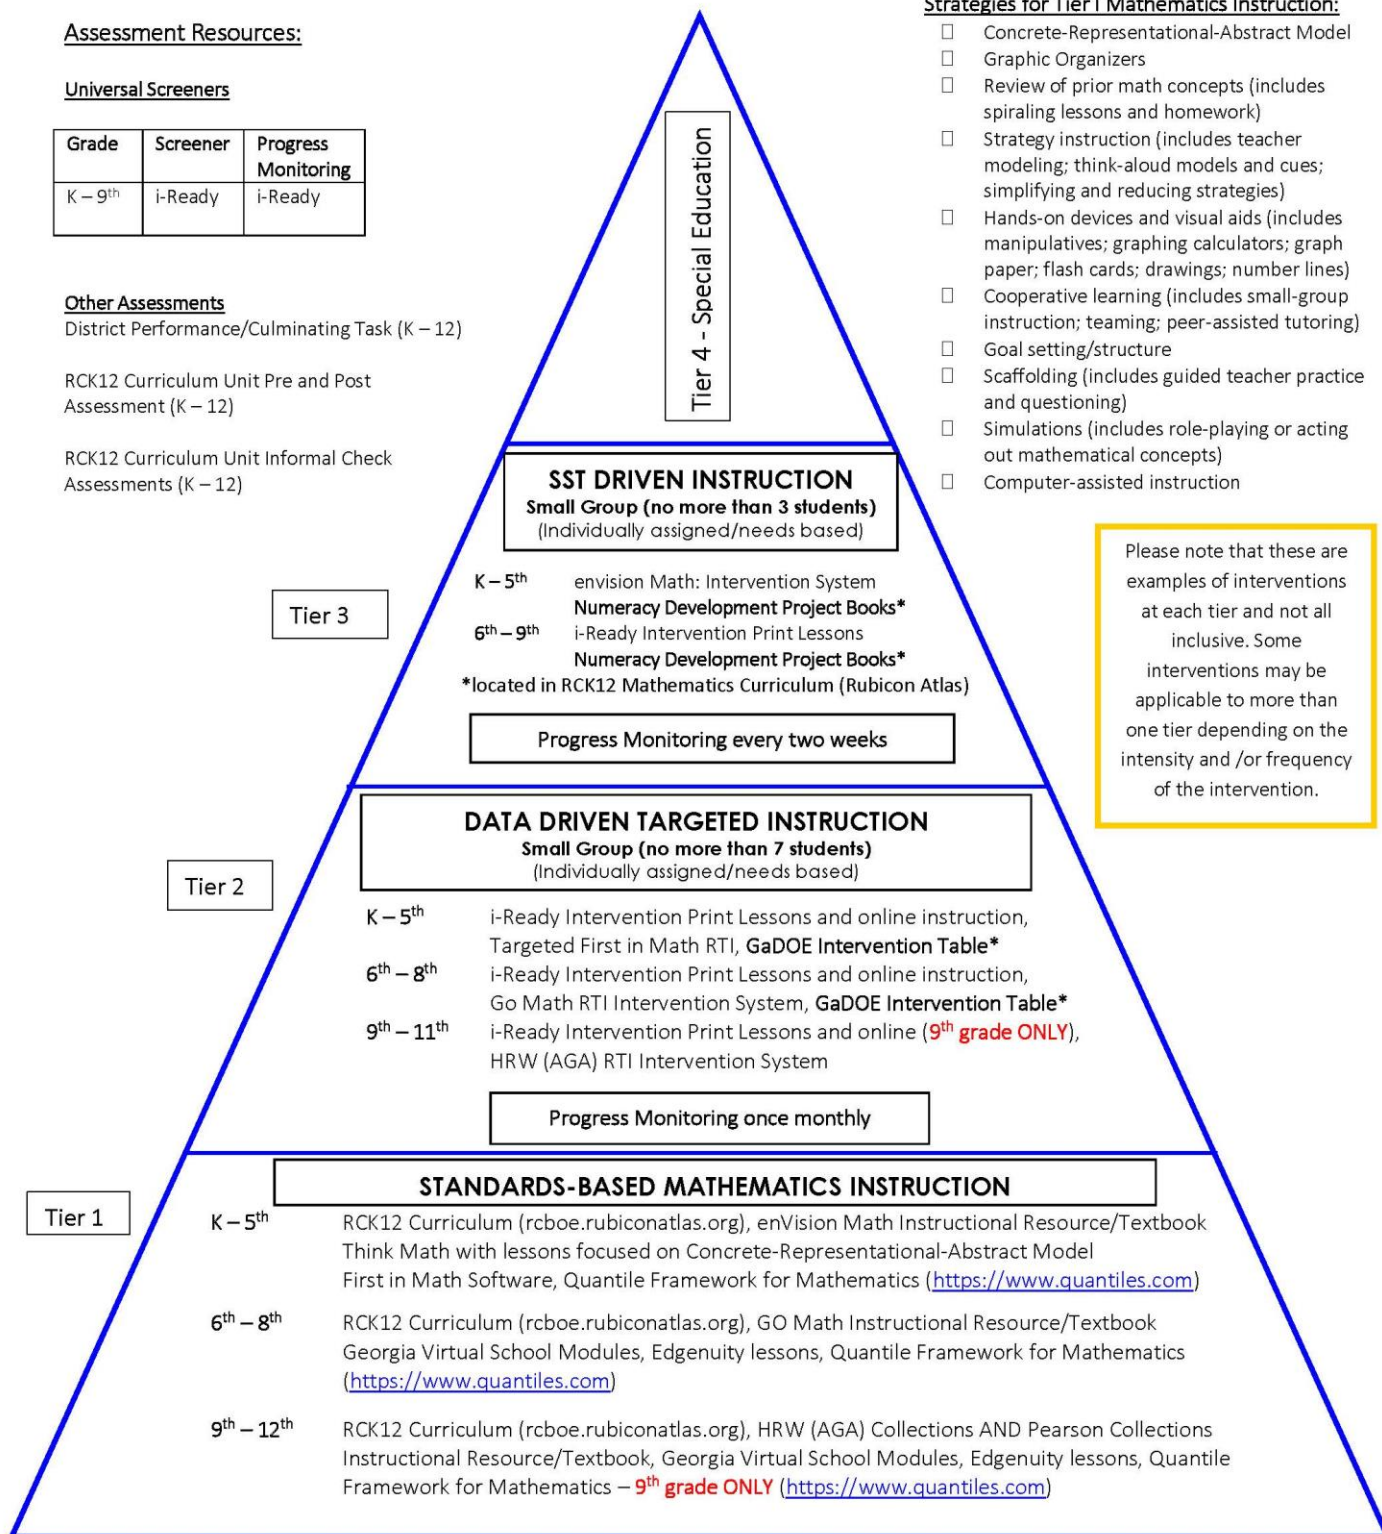 Assessment Resources:
Universal Screeners
Grade Screener Progress
Monitoring
K – 9th i-Ready i-Ready
Other Assessments
District Performance/Culminating Task (K – 12)
RCK12 Curriculum Unit Pre and Post
Assessment (K – 12)
RCK12 Curriculum Unit Informal Check
Assessments (K – 12)
Strategies for Tier I Mathematics Instruction:
Concrete-Representational-Abstract Model
Graphic Organizers
Review of prior math concepts (includes
spiraling lessons and homework)
Strategy instruction (includes teacher
modeling; think-aloud models and cues;
simplifying and reducing strategies)
Hands-on devices and visual aids (includes
manipulatives; graphing calculators; graph
paper; flash cards; drawings; number lines)
Cooperative learning (includes small-group
instruction; teaming; peer-assisted tutoring)
Goal setting/structure
Scaffolding (includes guided teacher practice
and questioning)
Simulations (includes role-playing or acting
out mathematical concepts)
Computer-assisted instruction
Please note that these are
examples of interventions
at each tier and not all
inclusive. Some
interventions may be
applicable to more than
one tier depending on the
intensity and /or frequency
of the intervention.
Tier 4 - Special Education
SST DRIVEN INSTRUCTION
Small Group (no more than 3 students)
(Individually assigned/needs based)
Tier 3
K – 5th envision Math: Intervention System
Numeracy Development Project Books*
6th – 9th i-Ready Intervention Print Lessons
Numeracy Development Project Books*
*located in RCK12 Mathematics Curriculum (Rubicon Atlas)
Progress Monitoring every two weeks
DATA DRIVEN TARGETED INSTRUCTION
Small Group (no more than 7 students)
(Individually assigned/needs based)
Tier 2
K – 5th i-Ready Intervention Print Lessons and online instruction,
Targeted First in Math RTI, GaDOE Intervention Table*
6th – 8th i-Ready Intervention Print Lessons and online instruction,
Go Math RTI Intervention System, GaDOE Intervention Table*
9th – 11th i-Ready Intervention Print Lessons and online (9th grade ONLY),
HRW (AGA) RTI Intervention System
Progress Monitoring once monthly
STANDARDS-BASED MATHEMATICS INSTRUCTION
Tier 1
K – 5th RCK12 Curriculum (rcboe.rubiconatlas.org), enVision Math Instructional Resource/Textbook
Think Math with lessons focused on Concrete-Representational-Abstract Model
First in Math Software, Quantile Framework for Mathematics (https://www.quantiles.com)
6th – 8th RCK12 Curriculum (rcboe.rubiconatlas.org), GO Math Instructional Resource/Textbook
Georgia Virtual School Modules, Edgenuity lessons, Quantile Framework for Mathematics
(https://www.quantiles.com)
9th – 12th RCK12 Curriculum (rcboe.rubiconatlas.org), HRW (AGA) Collections AND Pearson Collections
Instructional Resource/Textbook, Georgia Virtual School Modules, Edgenuity lessons, Quantile
Framework for Mathematics – 9th grade ONLY (https://www.quantiles.com)